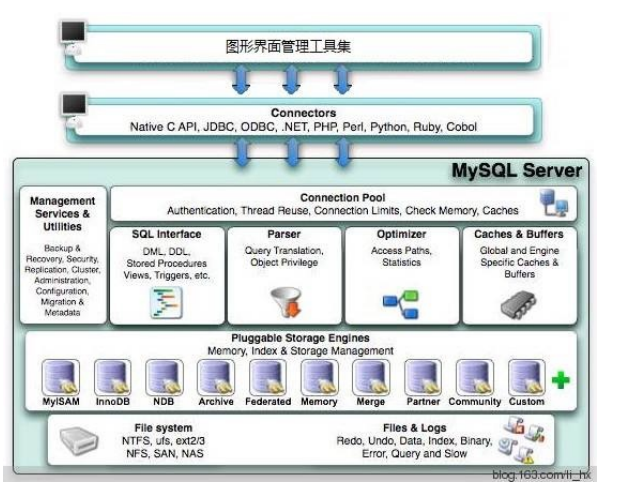 图形界面管理工具集
Connectors
Native C API, JDBC, ODBC, .NET, PHP, Perl, Python, Ruby, Cobol
MySQL Server
Management
Services &
Utilities
Backup &
Recovery, Security,
Replication, Cluster,
Administration,
Configuration,
Migration &
Metadata
Connection Pool
Authentication, Thread Reuse, Connection Limits, Check Memory, Caches
SQL Interface
DML, DDL,
Stored Procedures
Views, Triggers, etc.
Parser
Query Translation,
Object Privilege
Optimizer
Access Paths,
Statistics
Caches & Buffers
Global and Engine
Specific Caches &
Buffers
Pluggable Storage Engines
Memory, Index & Storage Management
MyISAM InnoDB NDB Archive Federated Memory Merge Partner Community Custom
File system
NTFS, ufs, ext2/3
NFS, SAN, NAS
Files & Logs
Redo, Undo, Data, Index, Binary,
Error, Query and Slow
blog.163.com/li_hx